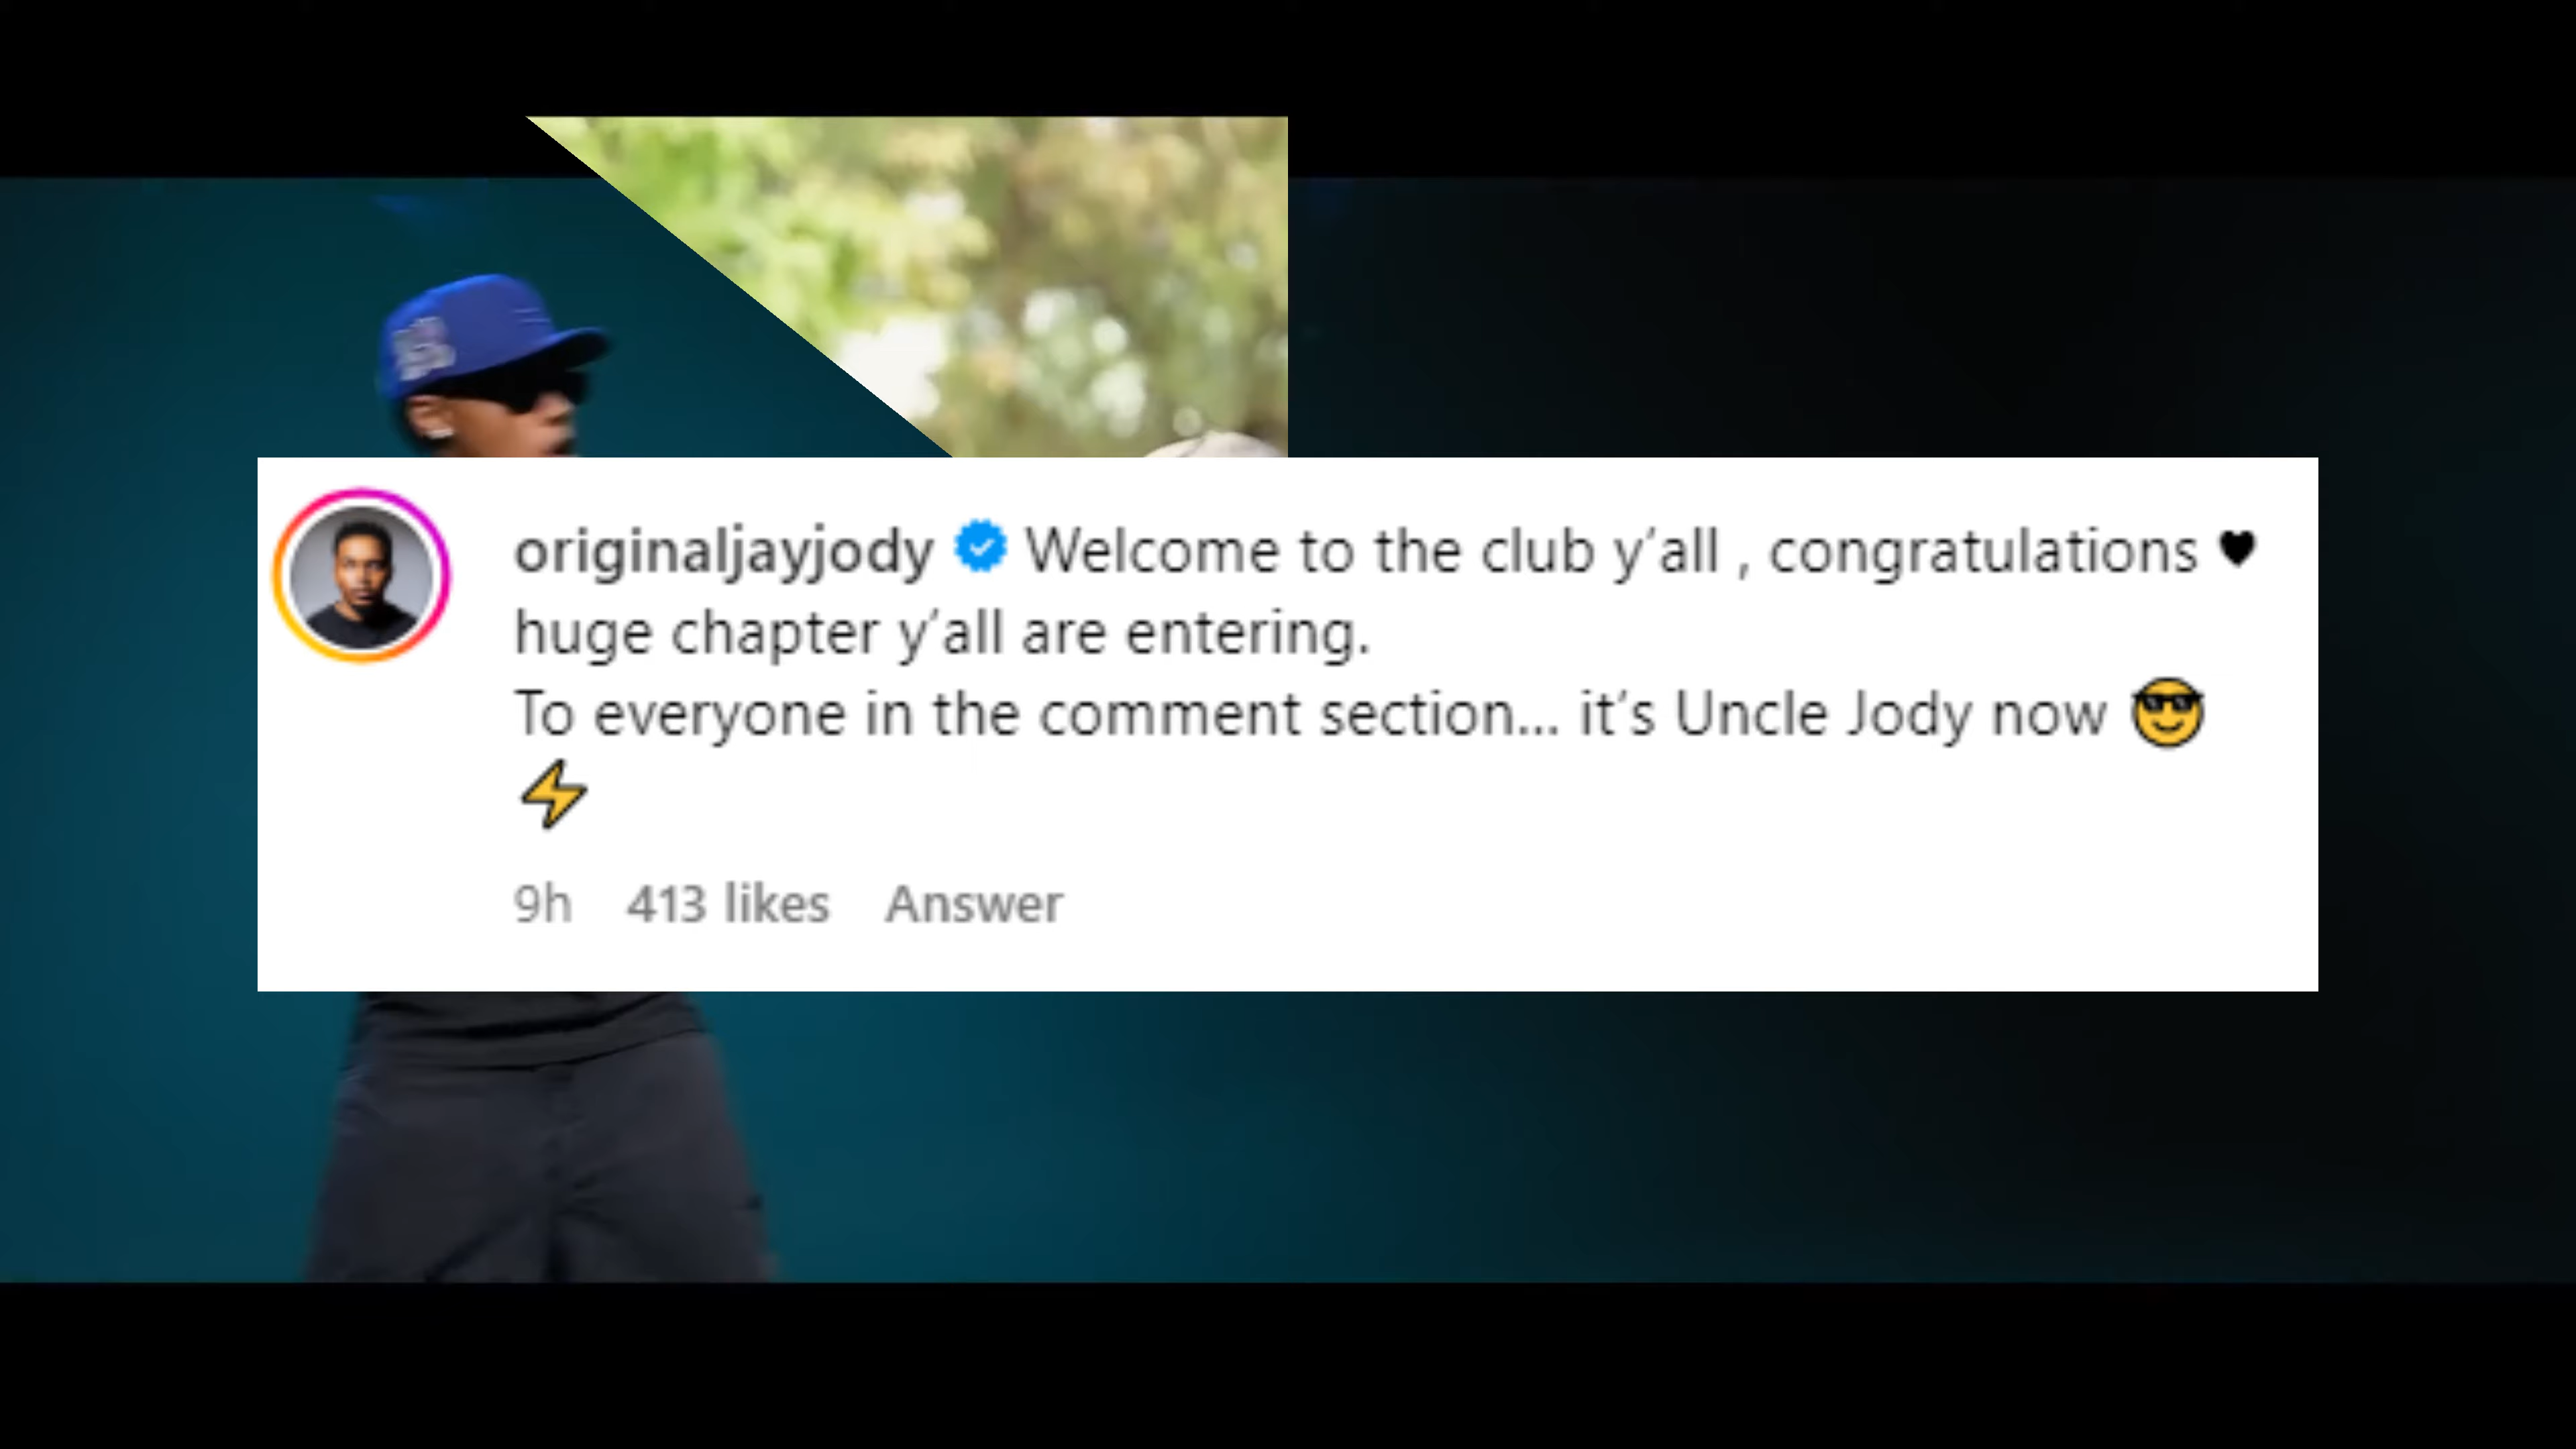 originaljayjody Welcome to the club y’all , congratulations ♥
huge chapter y’all are entering.
To everyone in the comment section... it’s Uncle Jody now 😎
⚡
9h 413 likes Answer